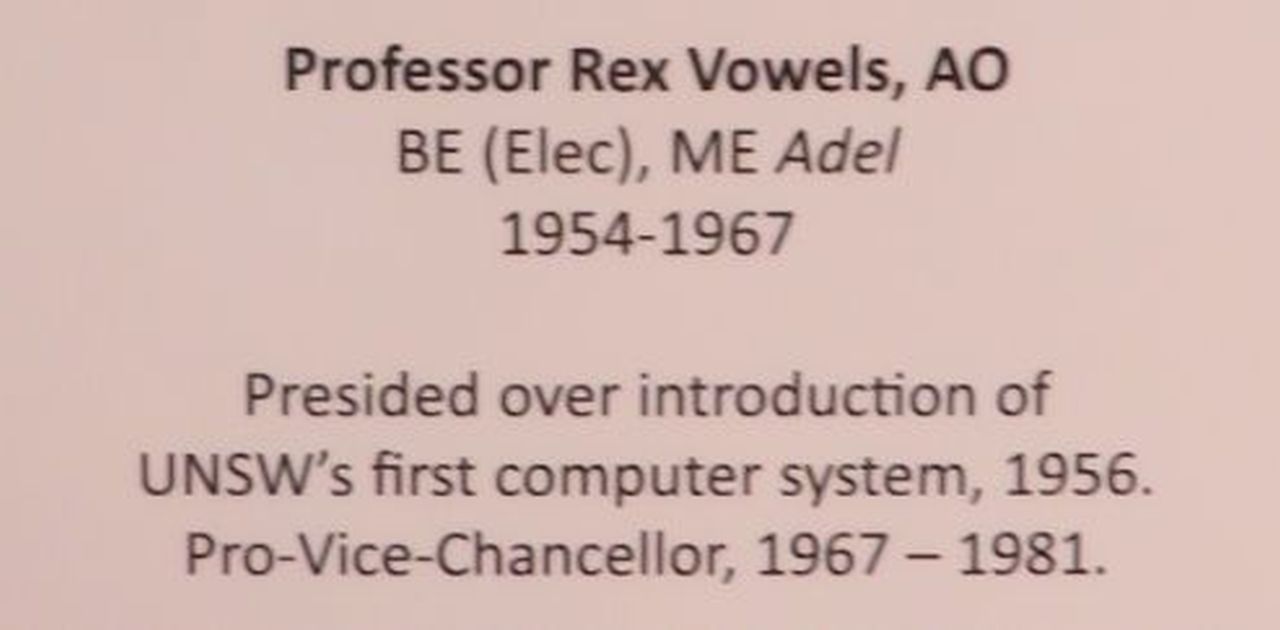 Professor Rex Vowels, AO
BE (Elec), ME Adel
1954-1967
Presided over introduction of
UNSW’s first computer system, 1956.
Pro-Vice-Chancellor, 1967 – 1981.